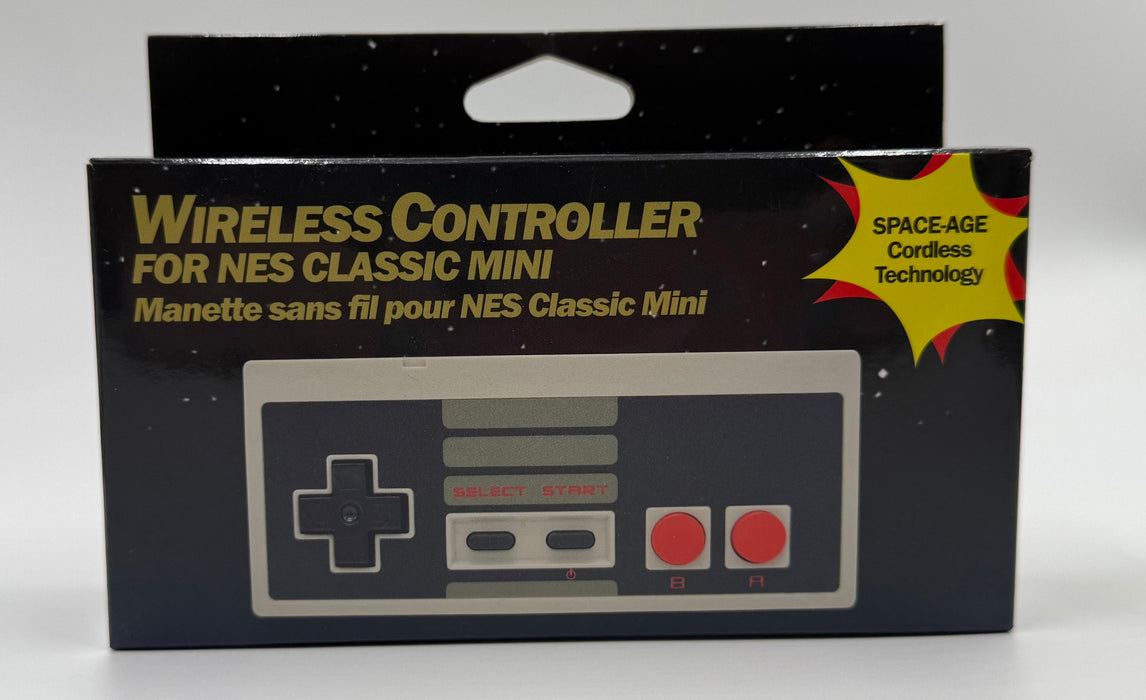 WIRELESS CONTROLLER
FOR NES CLASSIC MINI
Manette sans fil pour NES Classic Mini
SPACE-AGE
Cordless
Technology
SELECT START
B A